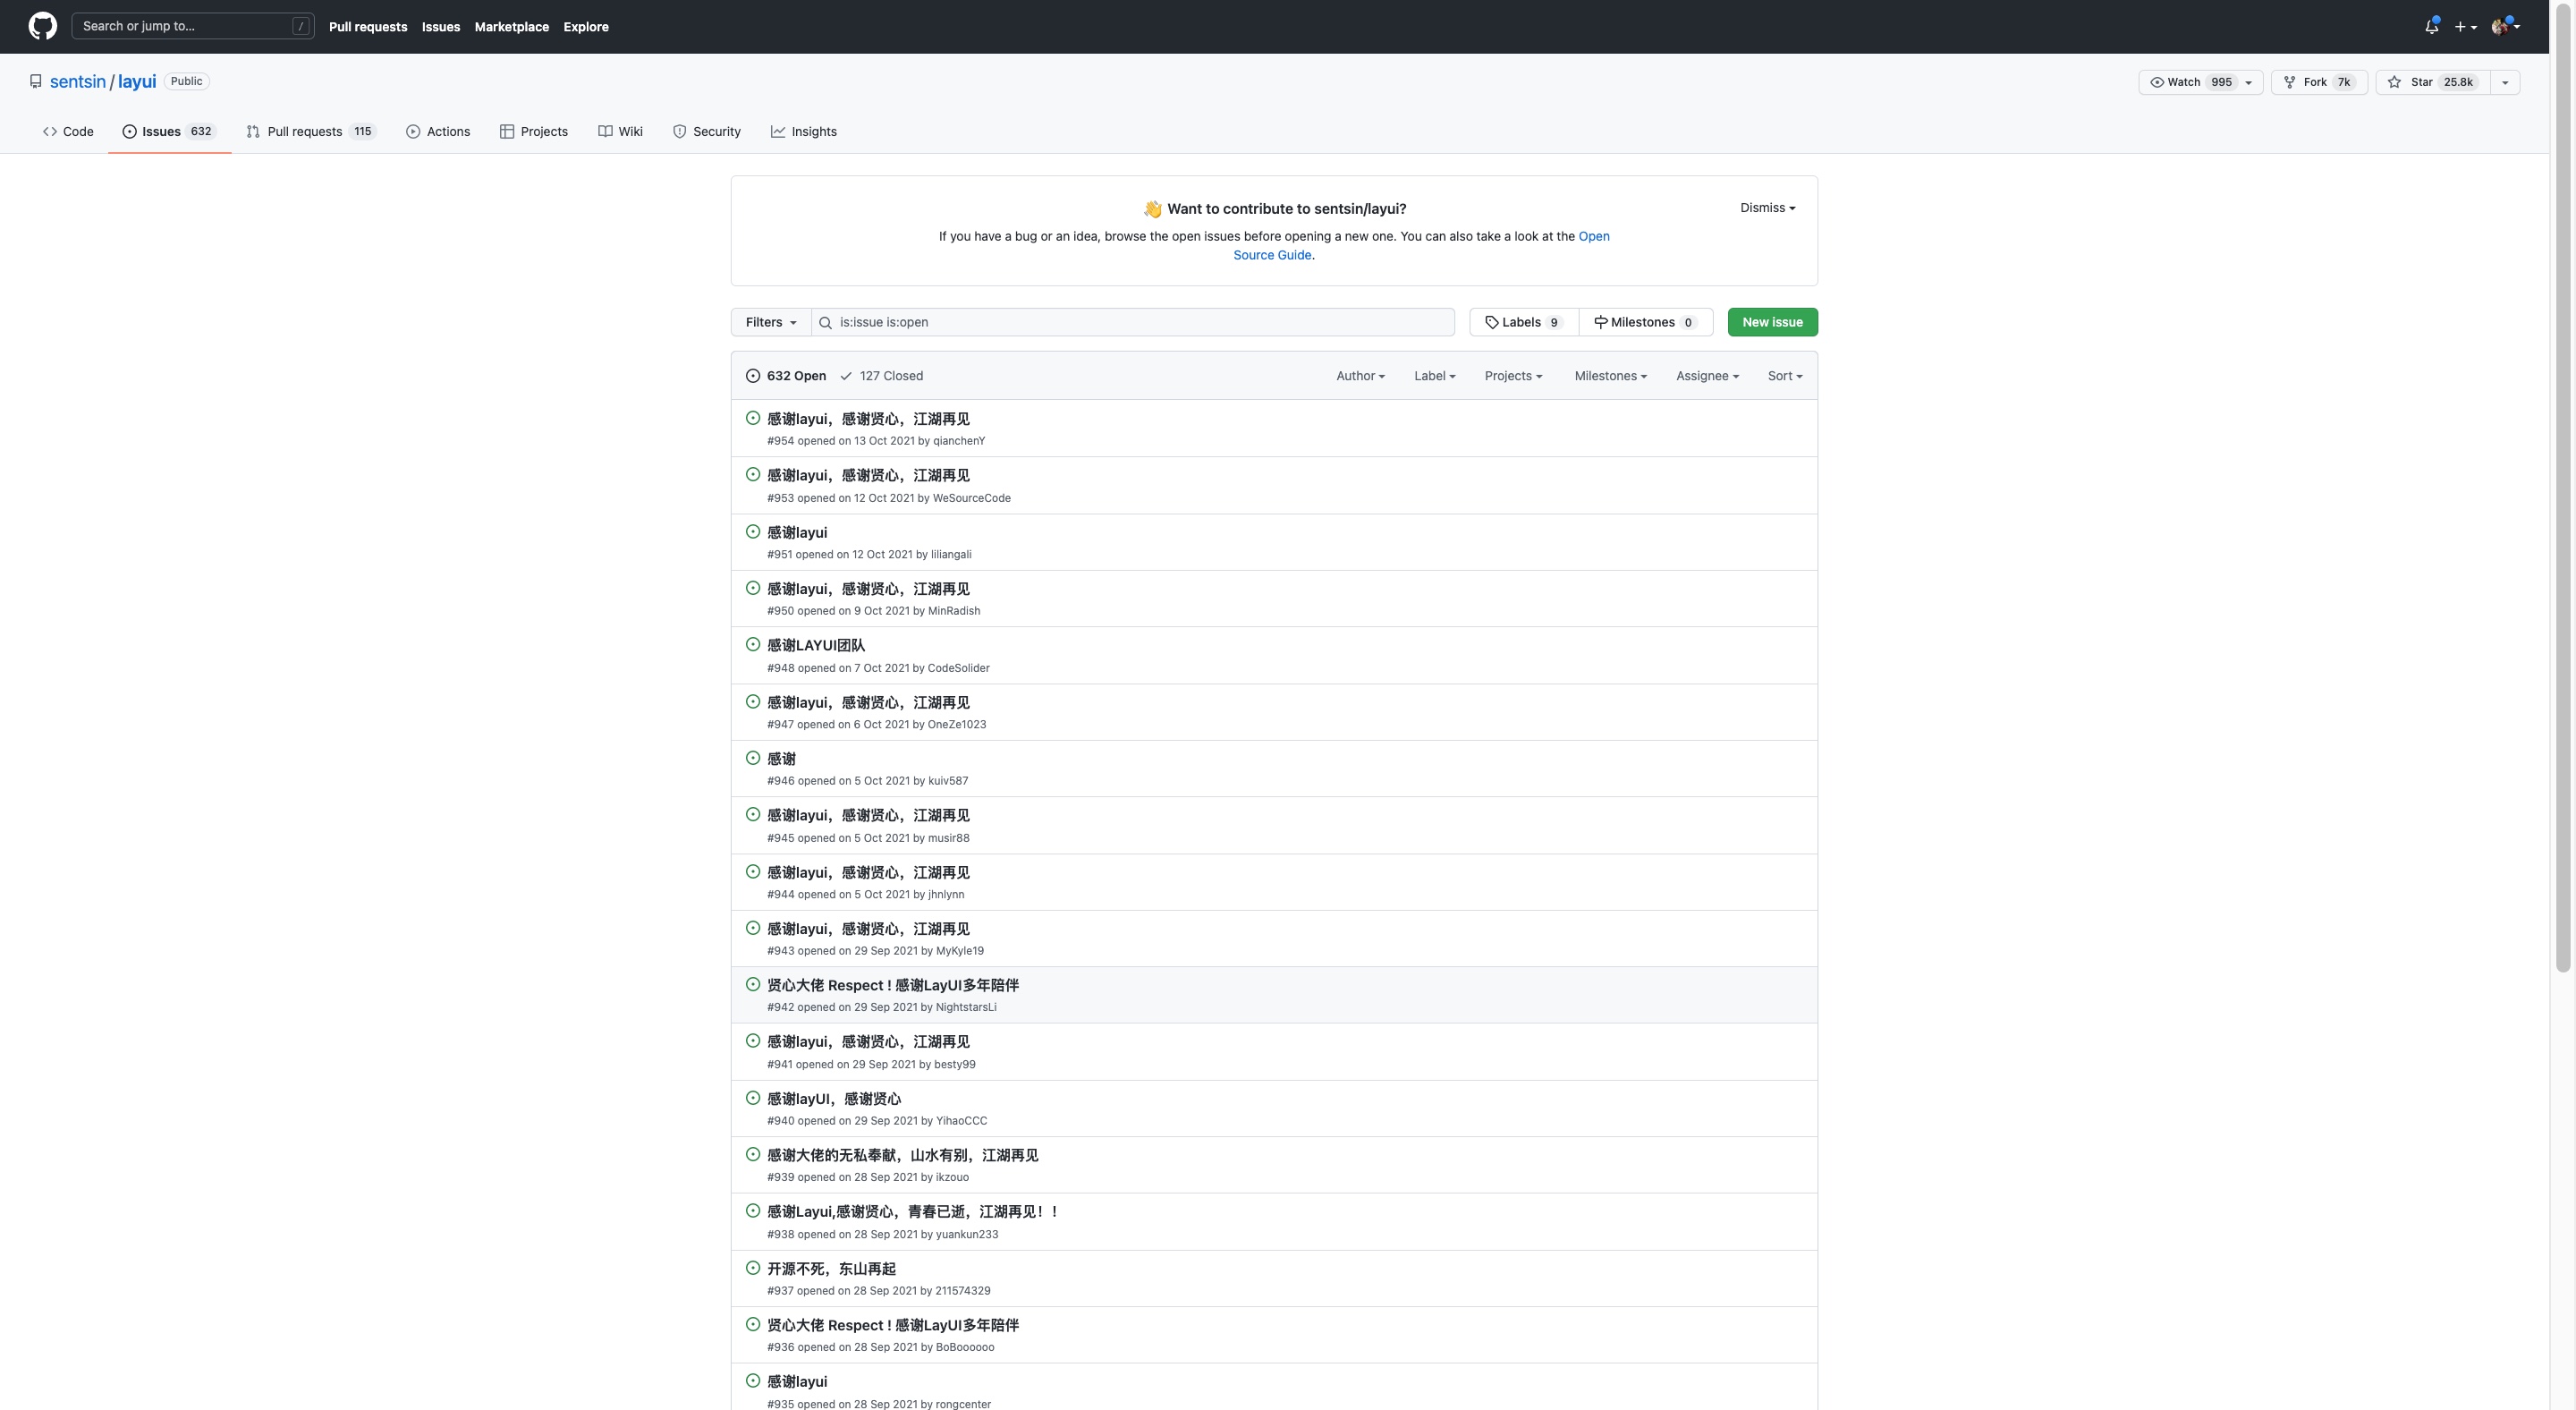 Search or jump to... /
Pull requests Issues Marketplace Explore
sentsin / layui Public
Watch 995 Fork 7k Star 25.8k
Code Issues 632 Pull requests 115 Actions Projects Wiki Security Insights
👋 Want to contribute to sentsin/layui?
Dismiss
If you have a bug or an idea, browse the open issues before opening a new one. You can also take a look at the Open
Source Guide.
Filters is:issue is:open Labels 9 Milestones 0 New issue
632 Open 127 Closed Author Label Projects Milestones Assignee Sort
感谢layui，感谢贤心，江湖再见
#954 opened on 13 Oct 2021 by qianchenY
感谢layui，感谢贤心，江湖再见
#953 opened on 12 Oct 2021 by WeSourceCode
感谢layui
#951 opened on 12 Oct 2021 by liliangali
感谢layui，感谢贤心，江湖再见
#950 opened on 9 Oct 2021 by MinRadish
感谢LAYUI团队
#948 opened on 7 Oct 2021 by CodeSolider
感谢layui，感谢贤心，江湖再见
#947 opened on 6 Oct 2021 by OneZe1023
感谢
#946 opened on 5 Oct 2021 by kuiv587
感谢layui，感谢贤心，江湖再见
#945 opened on 5 Oct 2021 by musir88
感谢layui，感谢贤心，江湖再见
#944 opened on 5 Oct 2021 by jhnlynn
感谢layui，感谢贤心，江湖再见
#943 opened on 29 Sep 2021 by MyKyle19
贤心大佬 Respect ! 感谢LayUI多年陪伴
#942 opened on 29 Sep 2021 by NightstarsLi
感谢layui，感谢贤心，江湖再见
#941 opened on 29 Sep 2021 by besty99
感谢layUI，感谢贤心
#940 opened on 29 Sep 2021 by YihaoCCC
感谢大佬的无私奉献，山水有别，江湖再见
#939 opened on 28 Sep 2021 by ikzouo
感谢Layui,感谢贤心，青春已逝，江湖再见！！
#938 opened on 28 Sep 2021 by yuankun233
开源不死，东山再起
#937 opened on 28 Sep 2021 by 211574329
贤心大佬 Respect ! 感谢LayUI多年陪伴
#936 opened on 28 Sep 2021 by BoBoooooo
感谢layui
#935 opened on 28 Sep 2021 by rongcenter